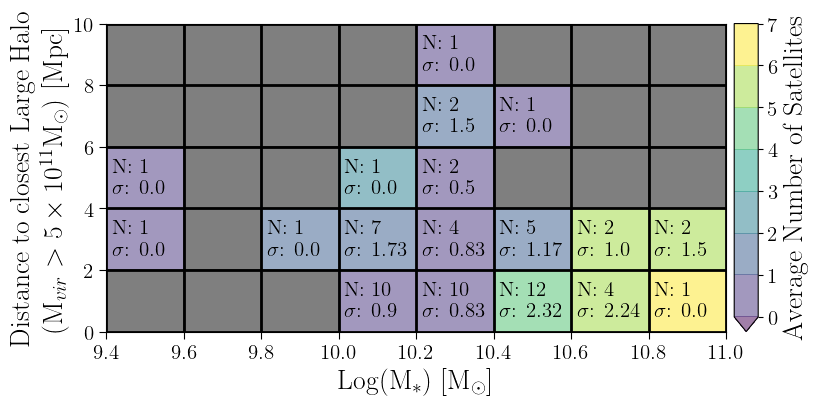 Distance to closest Large Halo
(M_vir > 5 × 10^11 M_⊙) [Mpc]
10
8
6
4
2
0
N: 1
σ: 0.0
N: 2
σ: 1.5
N: 1
σ: 0.0
N: 1
σ: 0.0
N: 1
σ: 0.0
N: 2
σ: 0.5
N: 1
σ: 0.0
N: 1
σ: 0.0
N: 7
σ: 1.73
N: 4
σ: 0.83
N: 5
σ: 1.17
N: 2
σ: 1.0
N: 2
σ: 1.5
N: 10
σ: 0.9
N: 10
σ: 0.83
N: 12
σ: 2.32
N: 4
σ: 2.24
N: 1
σ: 0.0
9.4 9.6 9.8 10.0 10.2 10.4 10.6 10.8 11.0
Log(M_*) [M_⊙]
7
6
5
4
3
2
1
0
Average Number of Satellites